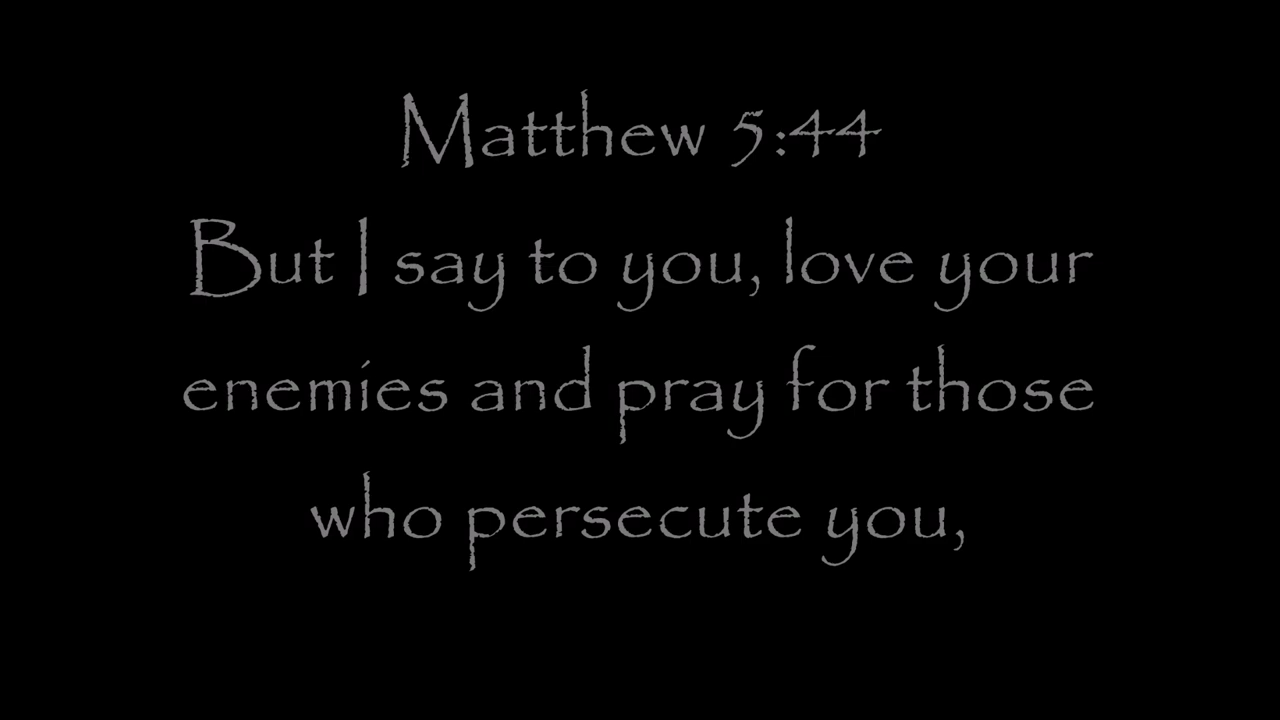 Matthew 5:44
But I say to you, love your
enemies and pray for those
who persecute you,